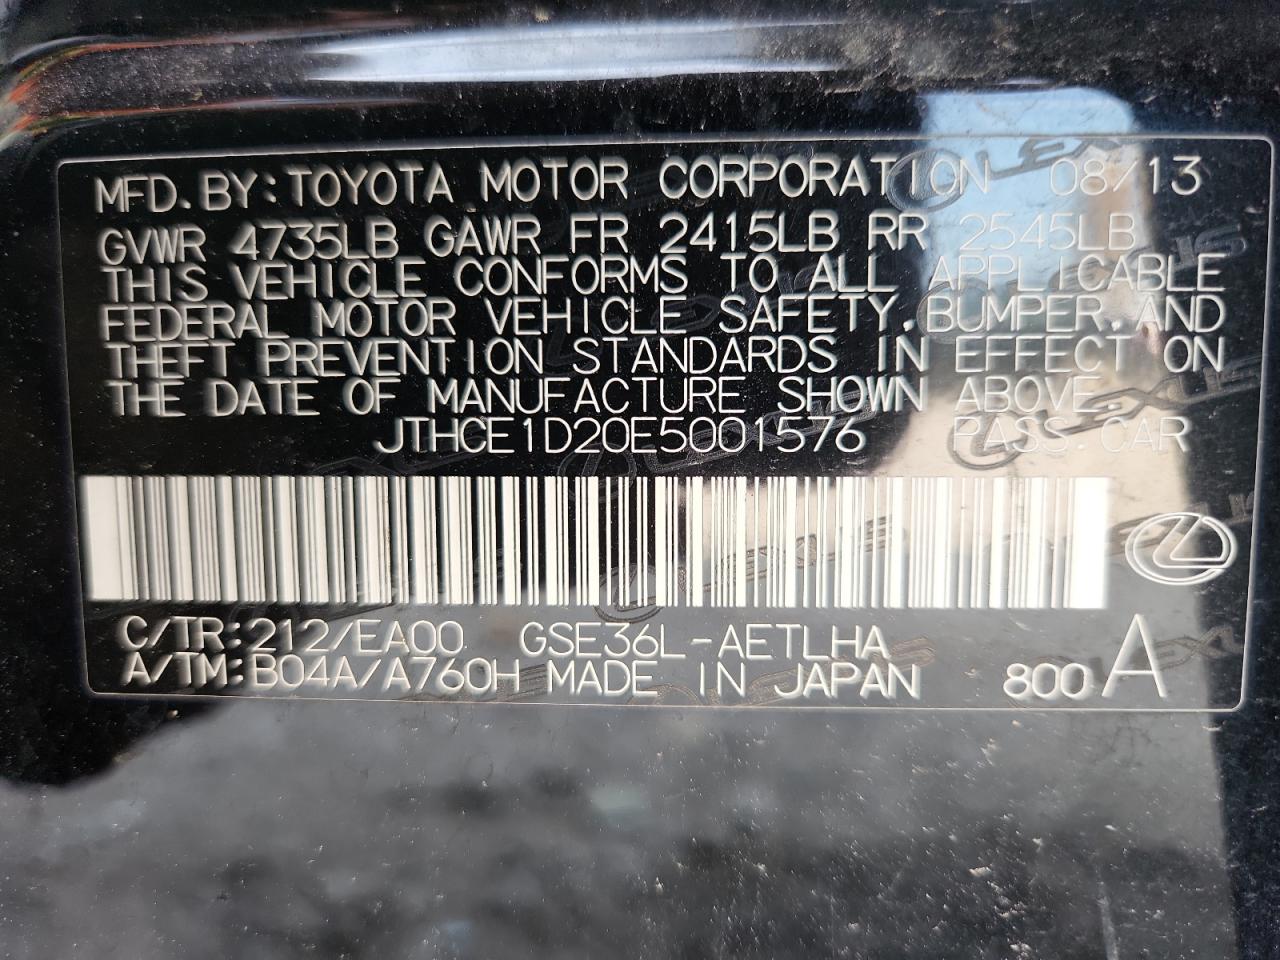 MFD. BY: TOYOTA MOTOR CORPORATION 08/13
GVWR 4735LB GAWR FR 2415LB RR 2545LB
THIS VEHICLE CONFORMS TO ALL APPLICABLE
FEDERAL MOTOR VEHICLE SAFETY, BUMPER, AND
THEFT PREVENTION STANDARDS IN EFFECT ON
THE DATE OF MANUFACTURE SHOWN ABOVE.
JTHCE1D20E5001576 PASS. CAR
C/TR: 212/EA00 GSE36L-AETLHA
A/TM: B04A/A760H MADE IN JAPAN 800 A